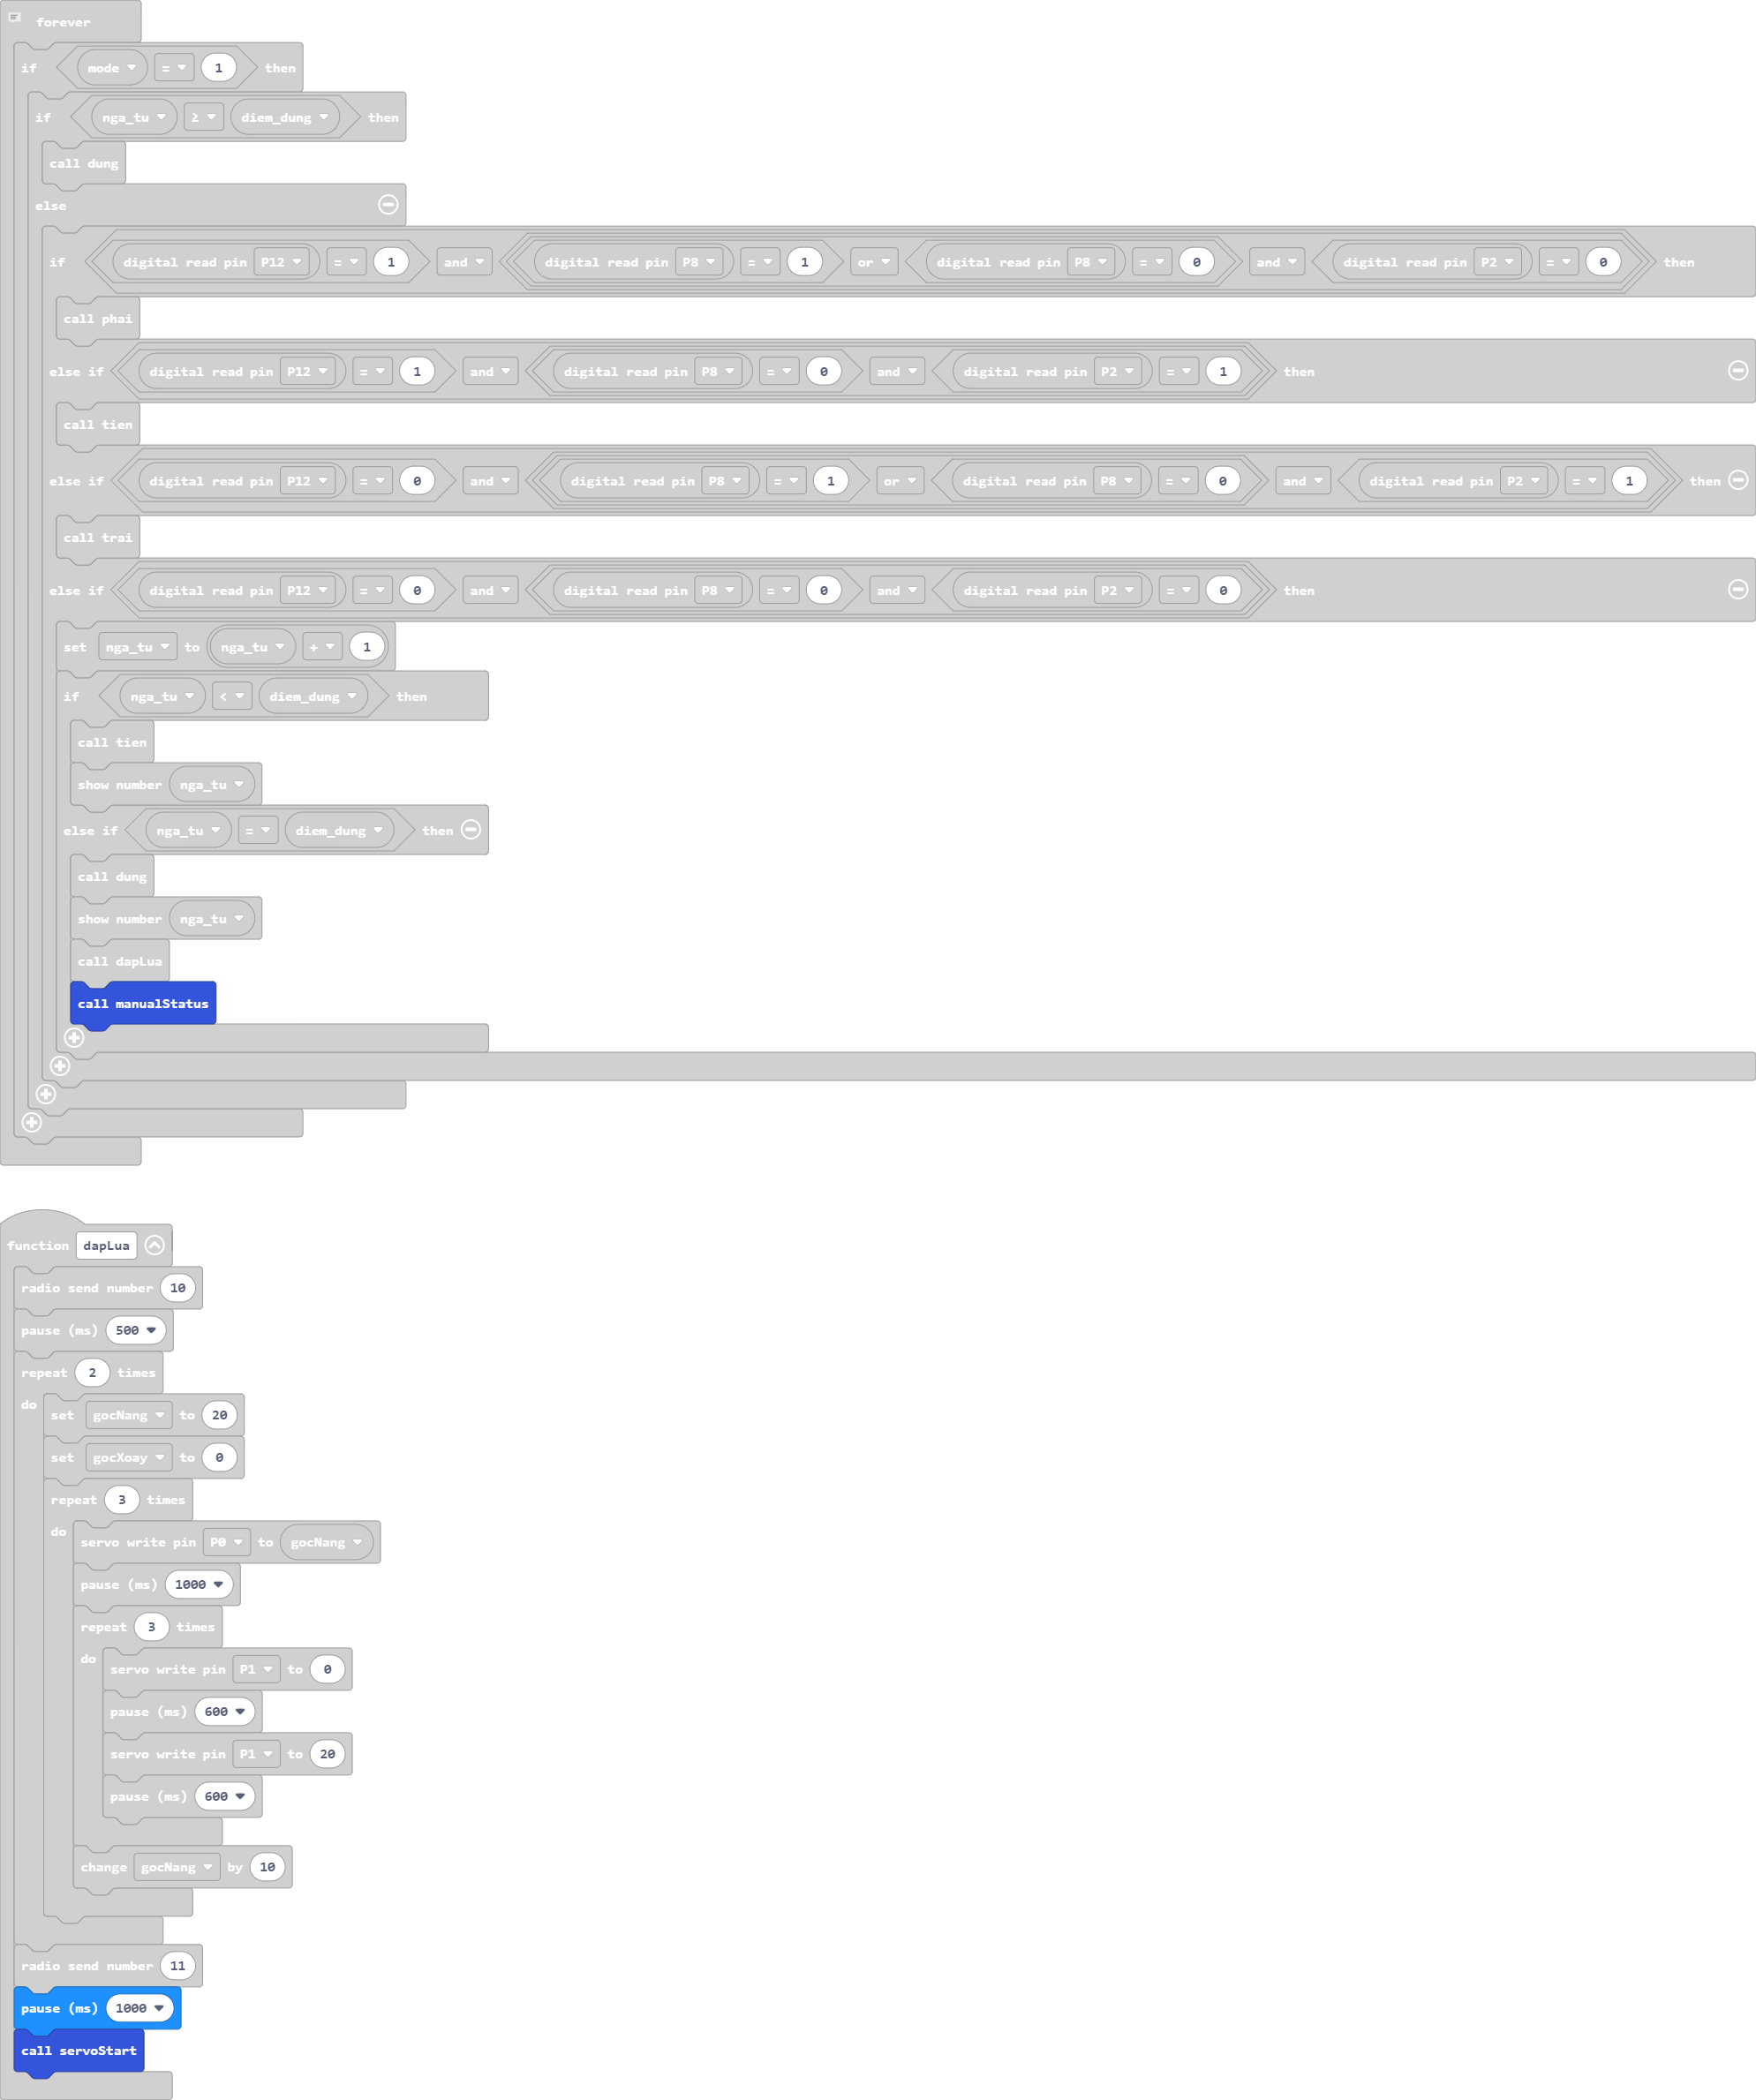 forever
if mode = 1 then
if nga_tu ≥ diem_dung then
call dung
else
if digital read pin P12 = 1 and digital read pin P8 = 1 or digital read pin P8 = 0 and digital read pin P2 = 0 then
call phai
else if digital read pin P12 = 1 and digital read pin P8 = 0 and digital read pin P2 = 1 then
call tien
else if digital read pin P12 = 0 and digital read pin P8 = 1 or digital read pin P8 = 0 and digital read pin P2 = 1 then
call trai
else if digital read pin P12 = 0 and digital read pin P8 = 0 and digital read pin P2 = 0 then
set nga_tu to nga_tu + 1
if nga_tu < diem_dung then
call tien
show number nga_tu
else if nga_tu = diem_dung then
call dung
show number nga_tu
call dapLua
call manualStatus
function dapLua
radio send number 10
pause (ms) 500
repeat 2 times
do set gocNang to 20
set gocXoay to 0
repeat 3 times
do servo write pin P0 to gocNang
pause (ms) 1000
repeat 3 times
do servo write pin P1 to 0
pause (ms) 600
servo write pin P1 to 20
pause (ms) 600
change gocNang by 10
radio send number 11
pause (ms) 1000
call servoStart